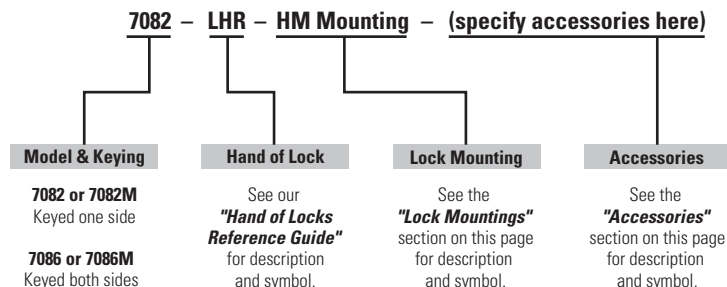 7082 – LHR – HM Mounting – (specify accessories here)
Model & Keying
7082 or 7082M
Keyed one side
7086 or 7086M
Keyed both sides
Hand of Lock
See our
"Hand of Locks
Reference Guide"
for description
and symbol.
Lock Mounting
See the
"Lock Mountings"
section on this page
for description
and symbol.
Accessories
See the
"Accessories"
section on this page
for description
and symbol.